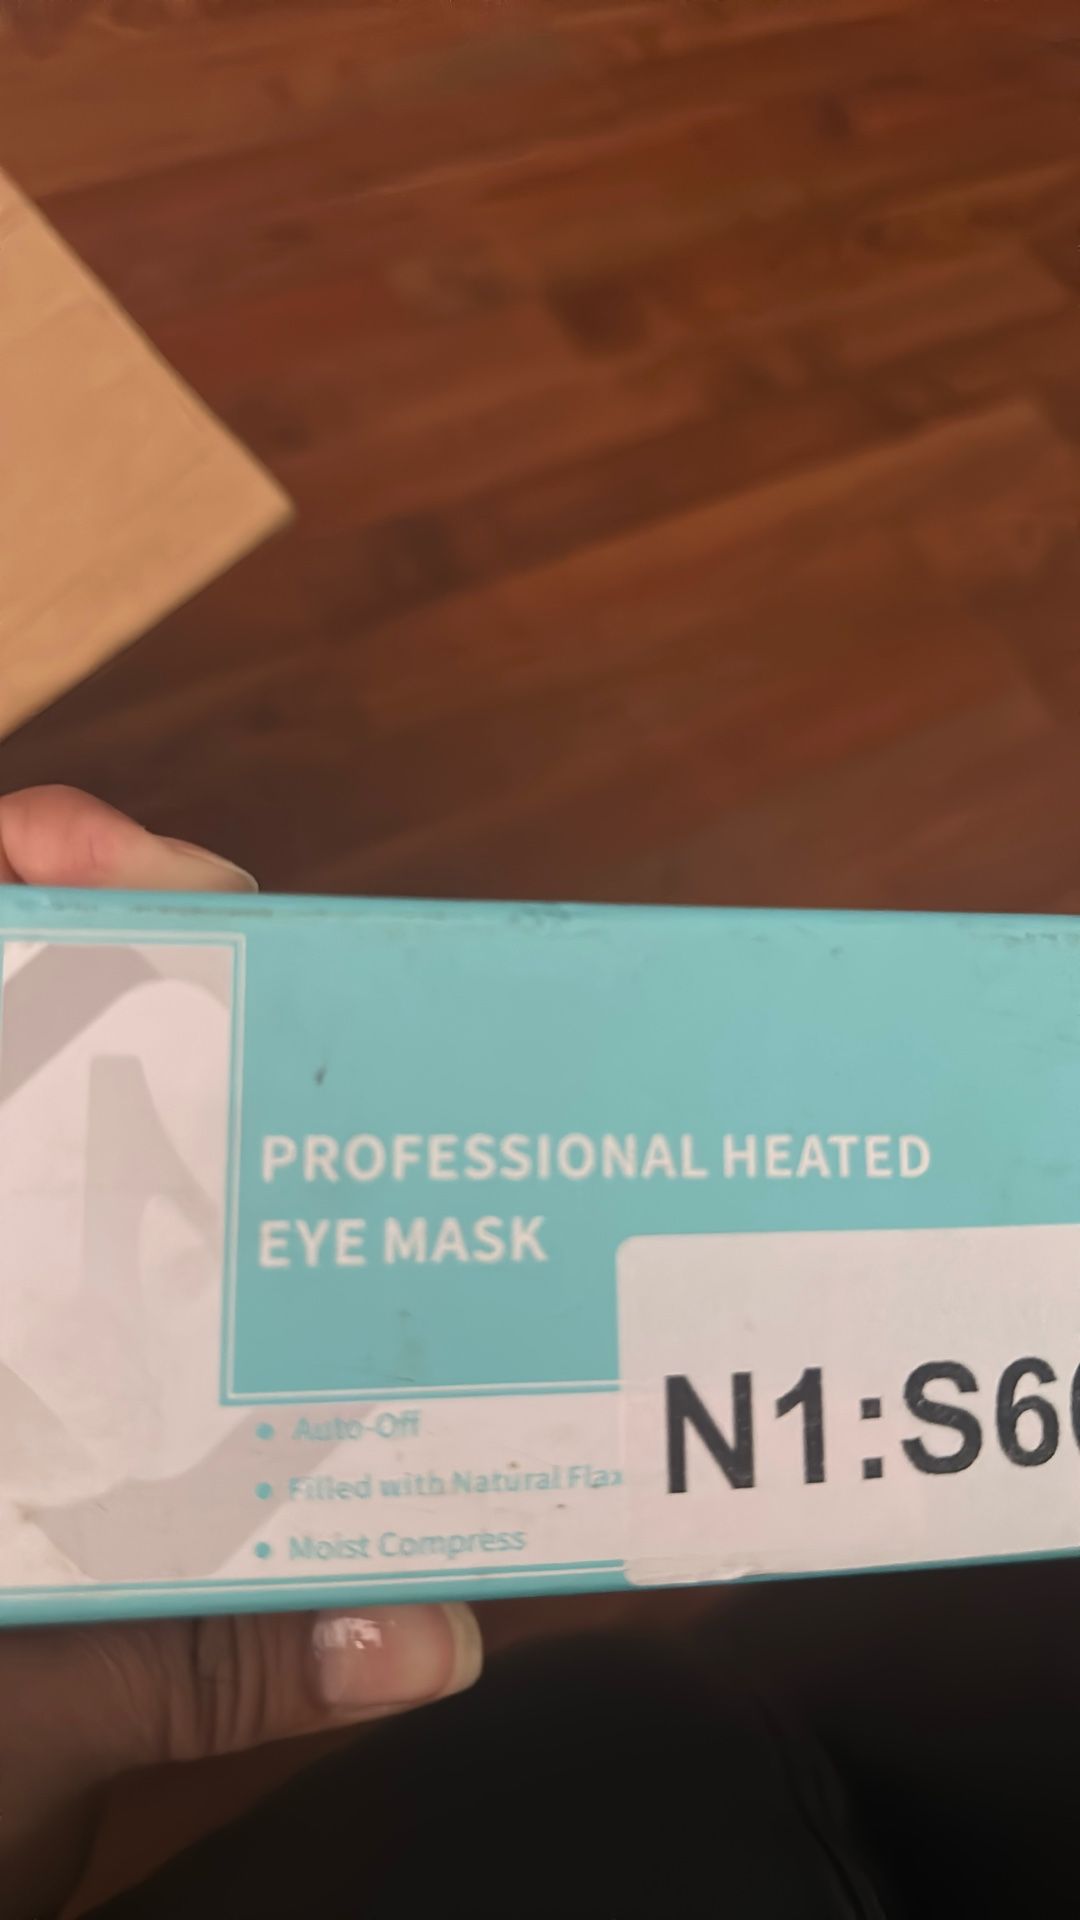 PROFESSIONAL HEATED
EYE MASK
N1:S6
• Auto-Off
• Filled with Natural Flax
• Moist Compress